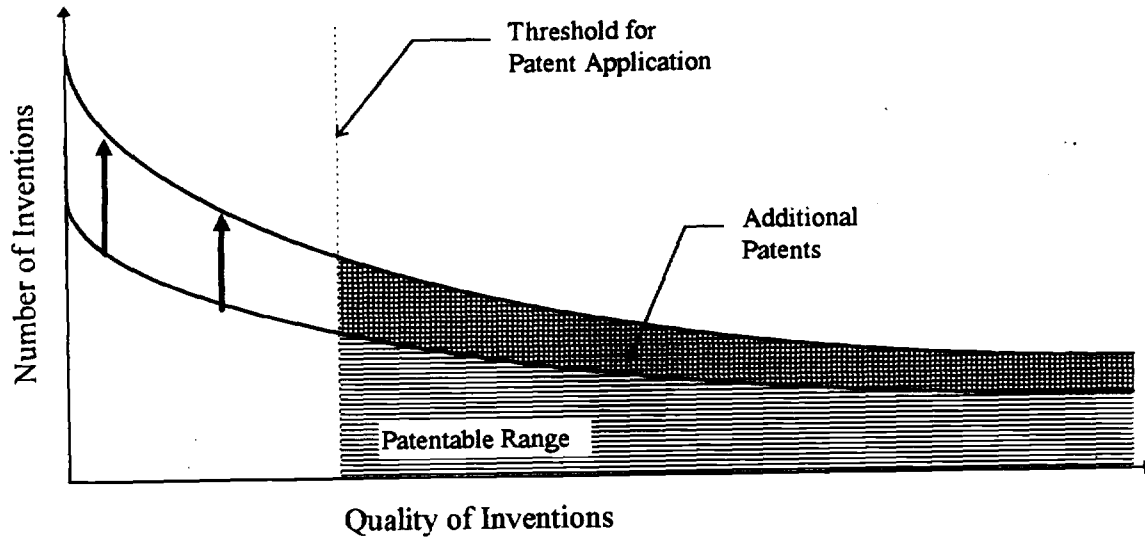 Threshold for
Patent Application
Number of Inventions
Additional
Patents
Patentable Range
Quality of Inventions